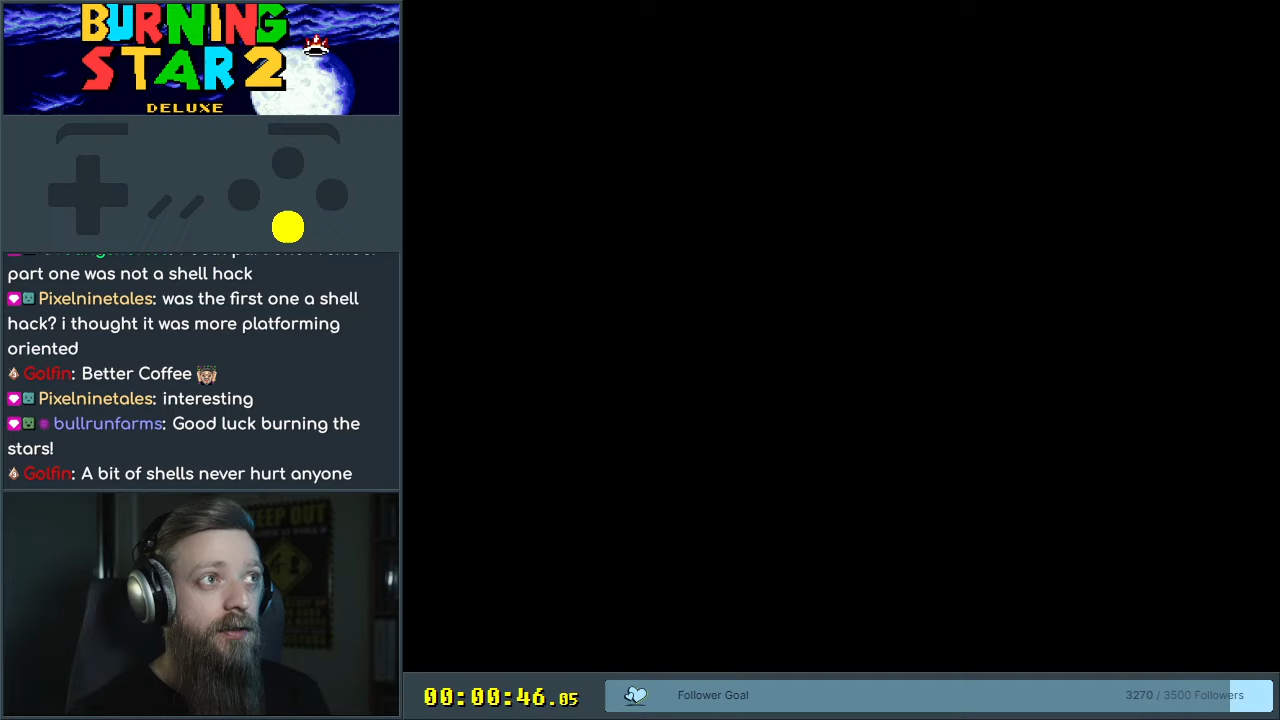 BURNING
STAR 2
DELUXE
part one was not a shell hack
Pixelninetales: was the first one a shell
hack? i thought it was more platforming
oriented
Golfin: Better Coffee
Pixelninetales: interesting
bullrunfarms: Good luck burning the
stars!
Golfin: A bit of shells never hurt anyone
KEEP OUT
00:00:46.05
Follower Goal
3270 / 3500 Followers